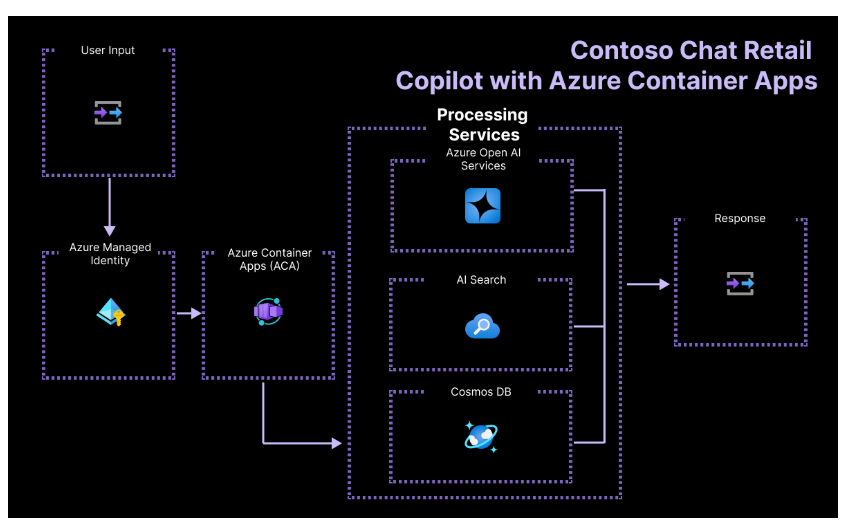 Contoso Chat Retail
Copilot with Azure Container Apps
User Input
Azure Managed
Identity
Azure Container
Apps (ACA)
Processing
Services
Azure Open AI
Services
AI Search
Cosmos DB
Response